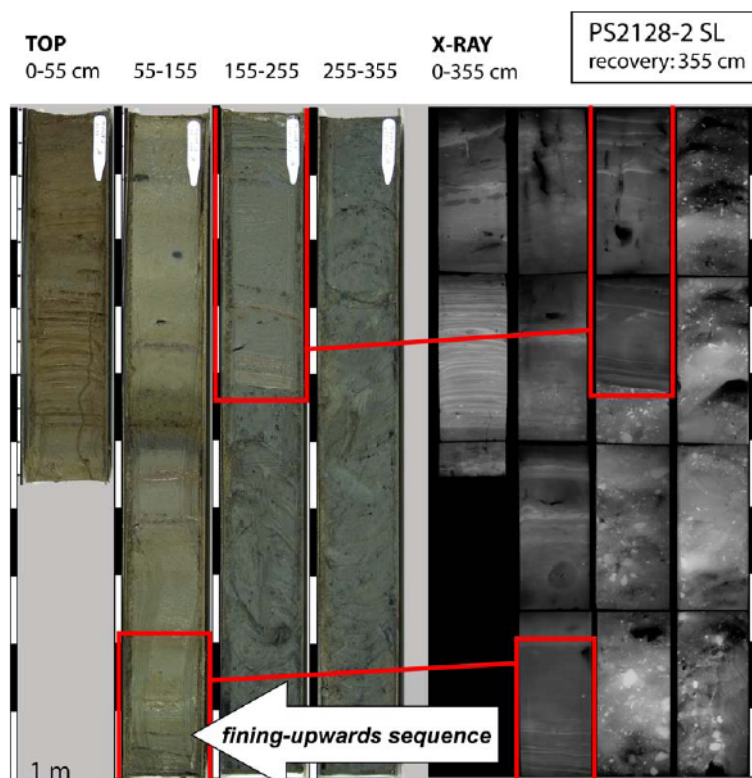 TOP
0-55 cm
55-155
155-255
255-355
X-RAY
0-355 cm
PS2128-2 SL
recovery: 355 cm
fining-upwards sequence
1 m